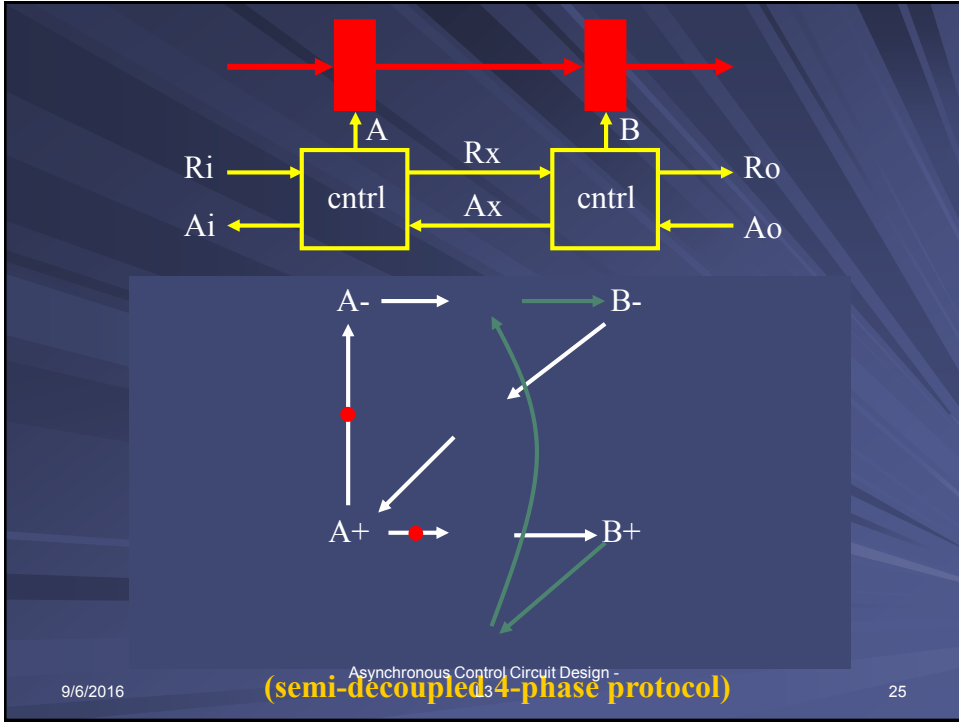 A B
Ri Rx Ro
cntrl cntrl
Ai Ax Ao
A- B-
A+ B+
Asynchronous Control Circuit Design -
L3
(semi-decoupled 4-phase protocol)
9/6/2016 25